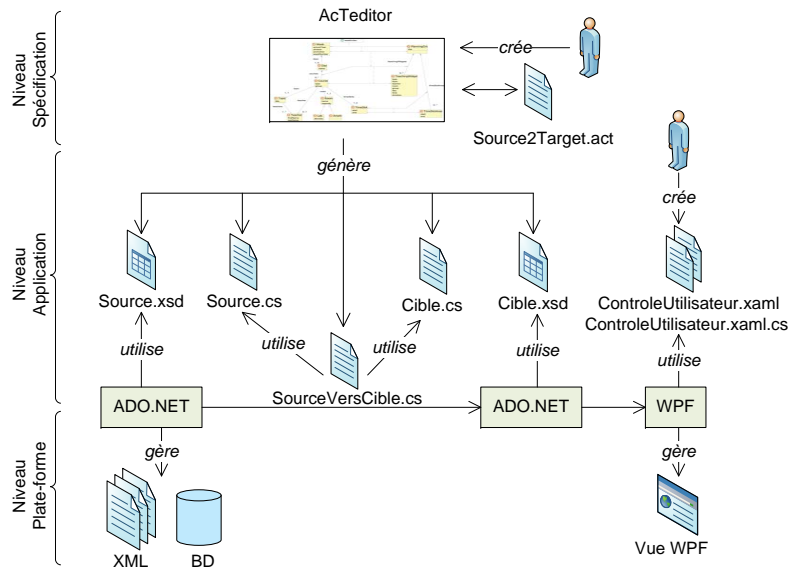 AcTeditor
Niveau
Spécification
crée
Source2Target.act
génère
crée
Niveau
Application
Source.xsd
Source.cs
Cible.cs
Cible.xsd
ControleUtilisateur.xaml
ControleUtilisateur.xaml.cs
utilise
utilise
utilise
utilise
utilise
SourceVersCible.cs
ADO.NET
ADO.NET
WPF
Niveau
Plate-forme
gère
gère
XML
BD
Vue WPF